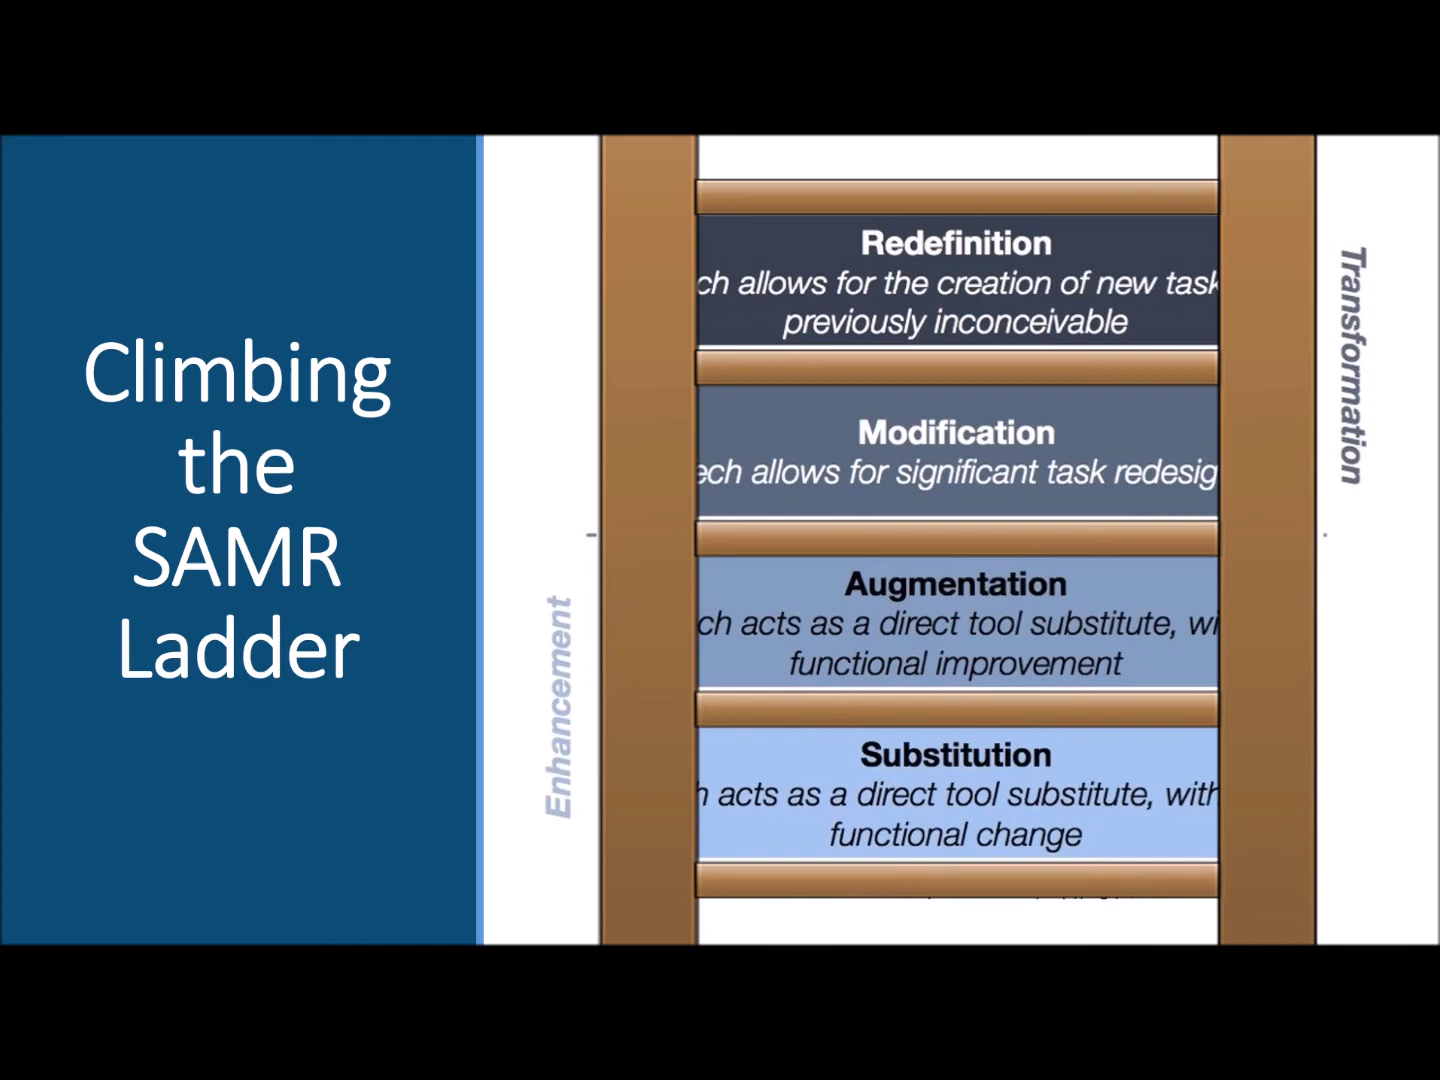 Climbing
the
SAMR
Ladder
Redefinition
ch allows for the creation of new task
previously inconceivable
Modification
ech allows for significant task redesig
Augmentation
ch acts as a direct tool substitute, wi
functional improvement
Substitution
h acts as a direct tool substitute, with
functional change
Enhancement
Transformation